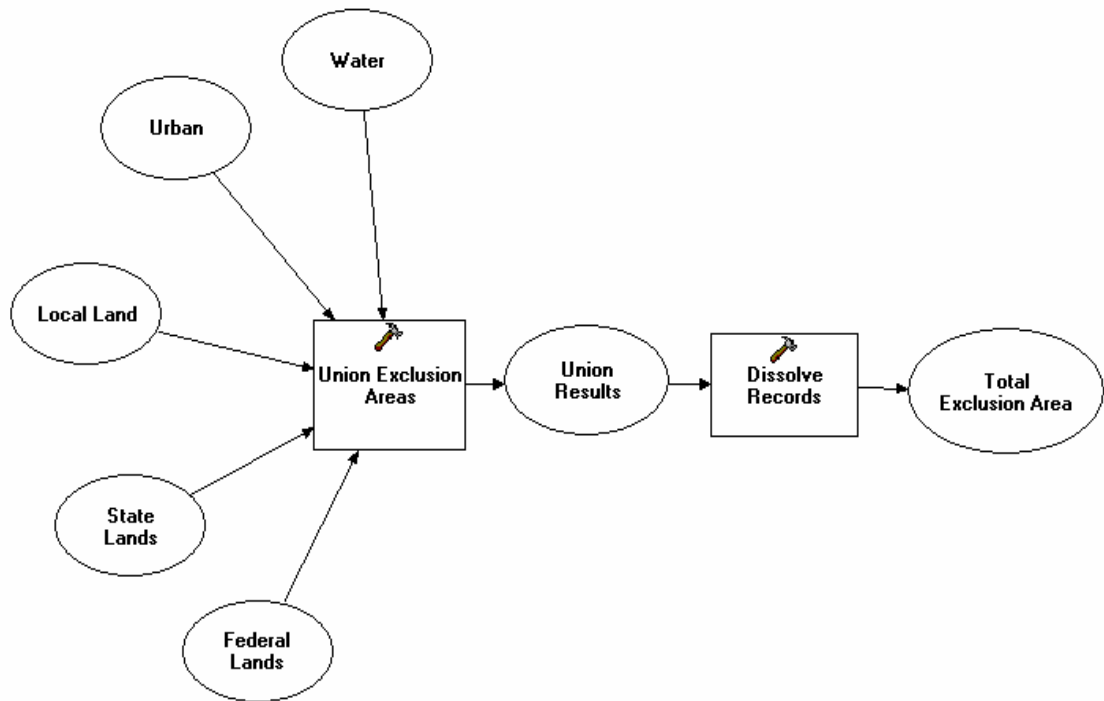 Water
Urban
Local Land
Union Exclusion
Areas
Union
Results
Dissolve
Records
Total
Exclusion Area
State
Lands
Federal
Lands